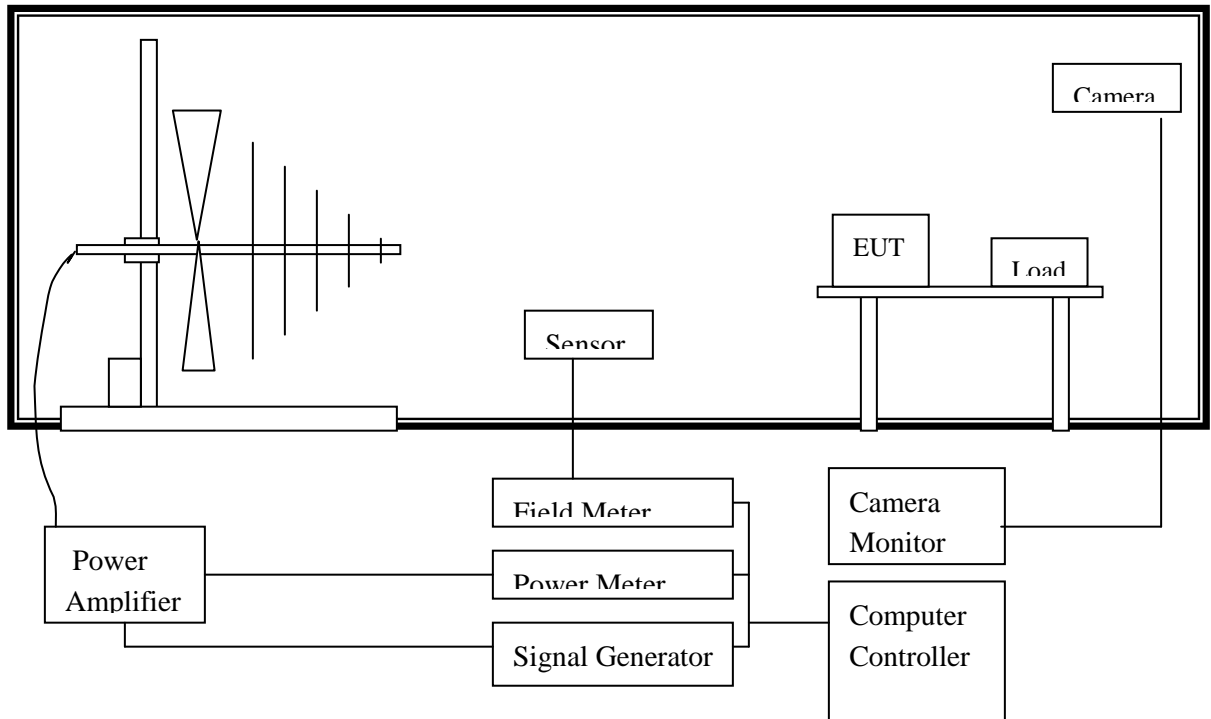 Camera
EUT
Load
Sensor
Field Meter
Camera
Monitor
Power
Amplifier
Power Meter
Computer
Controller
Signal Generator